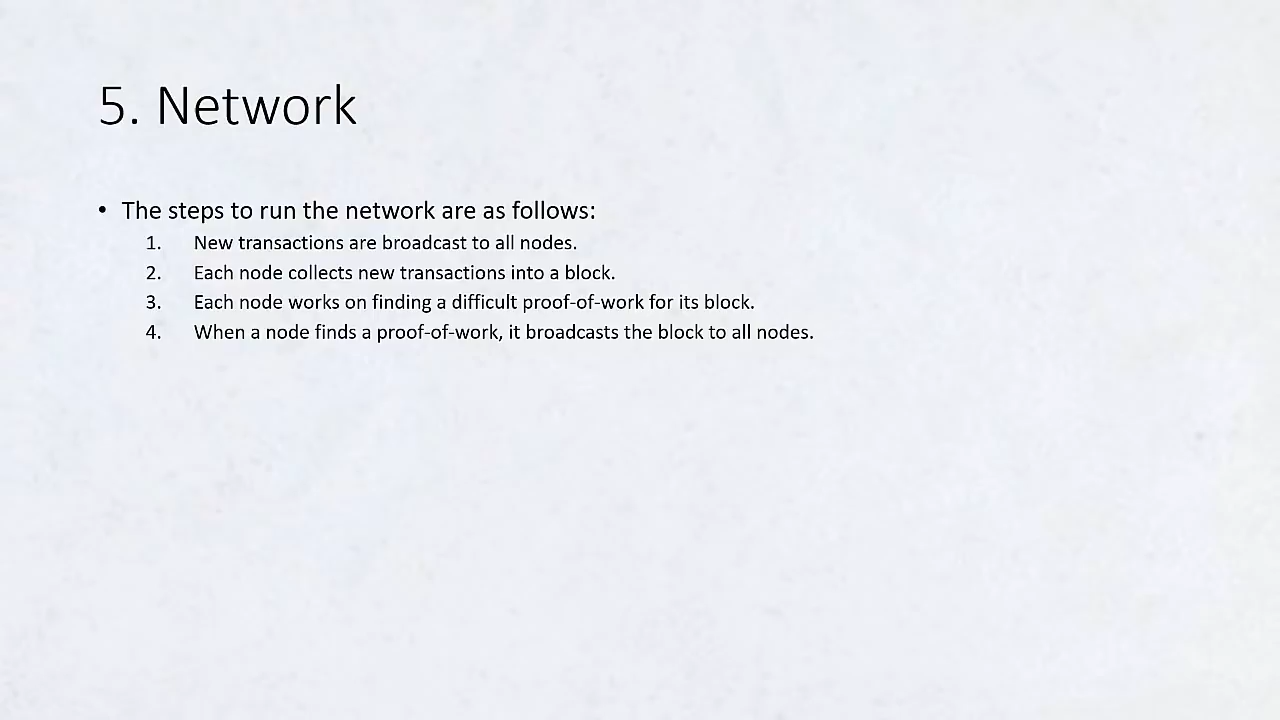 5. Network
• The steps to run the network are as follows:
1. New transactions are broadcast to all nodes.
2. Each node collects new transactions into a block.
3. Each node works on finding a difficult proof-of-work for its block.
4. When a node finds a proof-of-work, it broadcasts the block to all nodes.